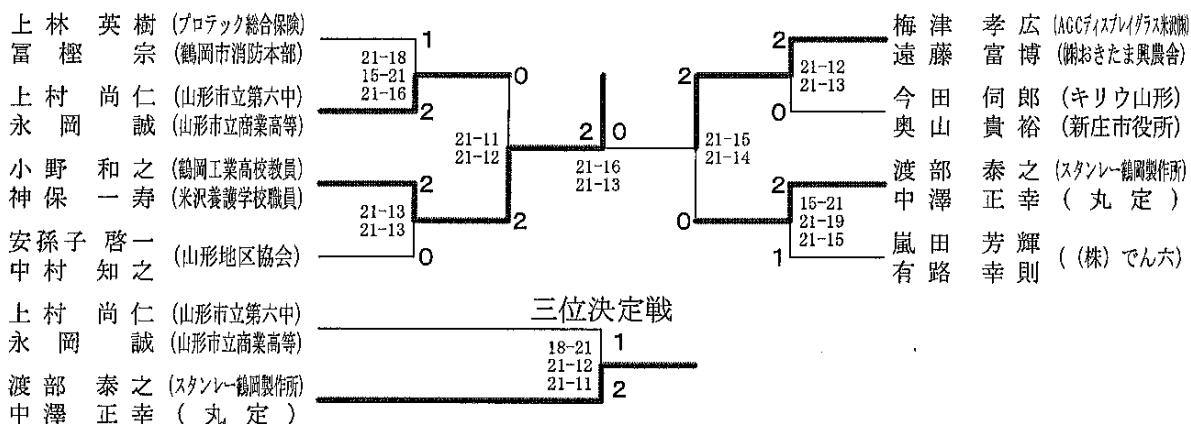 上林 英樹 (プロテック総合保険)
冨樫 宗 (鶴岡市消防本部)
上村 尚仁 (山形市立第六中)
永岡 誠 (山形市立商業高等)
小野 和之 (鶴岡工業高校教員)
神保 一寿 (米沢養護学校職員)
安孫子 啓一
中村 知之
(山形地区協会)
1
21-18
15-21
21-16
2
0
21-11
21-12
2
21-13
21-13
2
0
2 0
21-16
21-13
2
21-15
21-14
0
2
21-12
21-13
0
2
15-21
21-19
21-15
1
梅津 孝広 (AGCディスプレイグラス米沢㈱)
遠藤 富博 (㈱おきたま興農舎)
今田 伺郎 (キリウ山形)
奥山 貴裕 (新庄市役所)
渡部 泰之 (スタンレー鶴岡製作所)
中澤 正幸 (丸定)
嵐田 芳輝
有路 幸則
((株)でん六)
三位決定戦
上村 尚仁 (山形市立第六中)
永岡 誠 (山形市立商業高等)
渡部 泰之 (スタンレー鶴岡製作所)
中澤 正幸 (丸定)
1
18-21
21-12
21-11
2